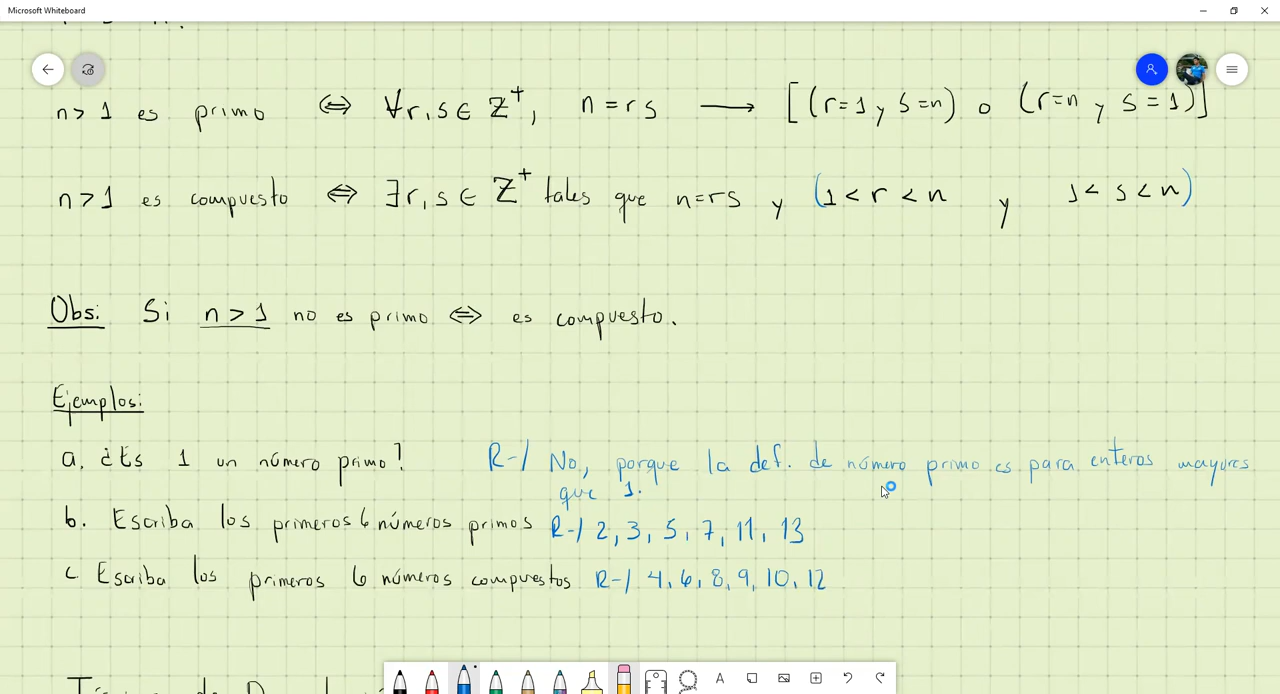 Microsoft Whiteboard
n>1 es primo ⇔ ∀r,s∈ Z⁺, n=rs → [(r=1 y s=n) o (r=n y s=1)]
n>1 es compuesto ⇔ ∃r,s∈ Z⁺ tales que n=rs y (1<r<n y 1<s<n)
Obs: Si n>1 no es primo ⇔ es compuesto.
Ejemplos:
a. ¿Es 1 un número primo? R-/ No, porque la def. de número primo es para enteros mayores
que 1.
b. Escriba los primeros 6 números primos R-/ 2, 3, 5, 7, 11, 13
c Escriba los primeros 6 números compuestos R-/ 4, 6, 8, 9, 10, 12